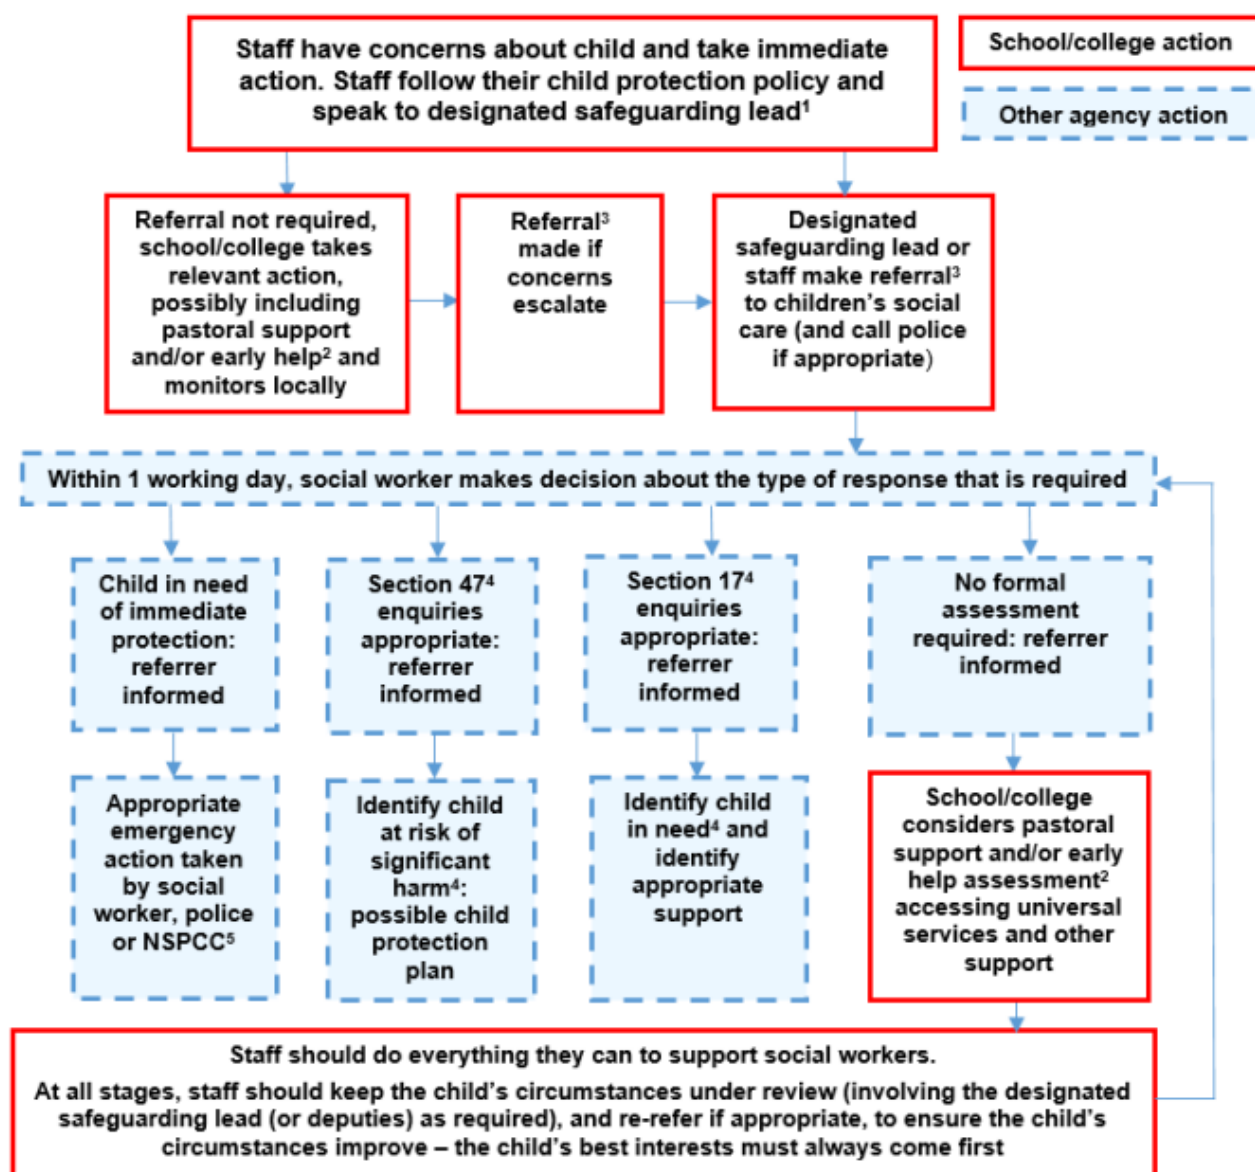 Staff have concerns about child and take immediate
action. Staff follow their child protection policy and
speak to designated safeguarding lead¹
School/college action
Other agency action
Referral not required,
school/college takes
relevant action,
possibly including
pastoral support
and/or early help² and
monitors locally
Referral³
made if
concerns
escalate
Designated
safeguarding lead or
staff make referral³
to children's social
care (and call police
if appropriate)
Within 1 working day, social worker makes decision about the type of response that is required
Child in need
of immediate
protection:
referrer
informed
Section 47⁴
enquiries
appropriate:
referrer
informed
Section 17⁴
enquiries
appropriate:
referrer
informed
No formal
assessment
required: referrer
informed
Appropriate
emergency
action taken
by social
worker, police
or NSPCC⁵
Identify child
at risk of
significant
harm⁴:
possible child
protection
plan
Identify child
in need⁴ and
identify
appropriate
support
School/college
considers pastoral
support and/or early
help assessment²
accessing universal
services and other
support
Staff should do everything they can to support social workers.
At all stages, staff should keep the child's circumstances under review (involving the designated
safeguarding lead (or deputies) as required), and re-refer if appropriate, to ensure the child's
circumstances improve – the child's best interests must always come first